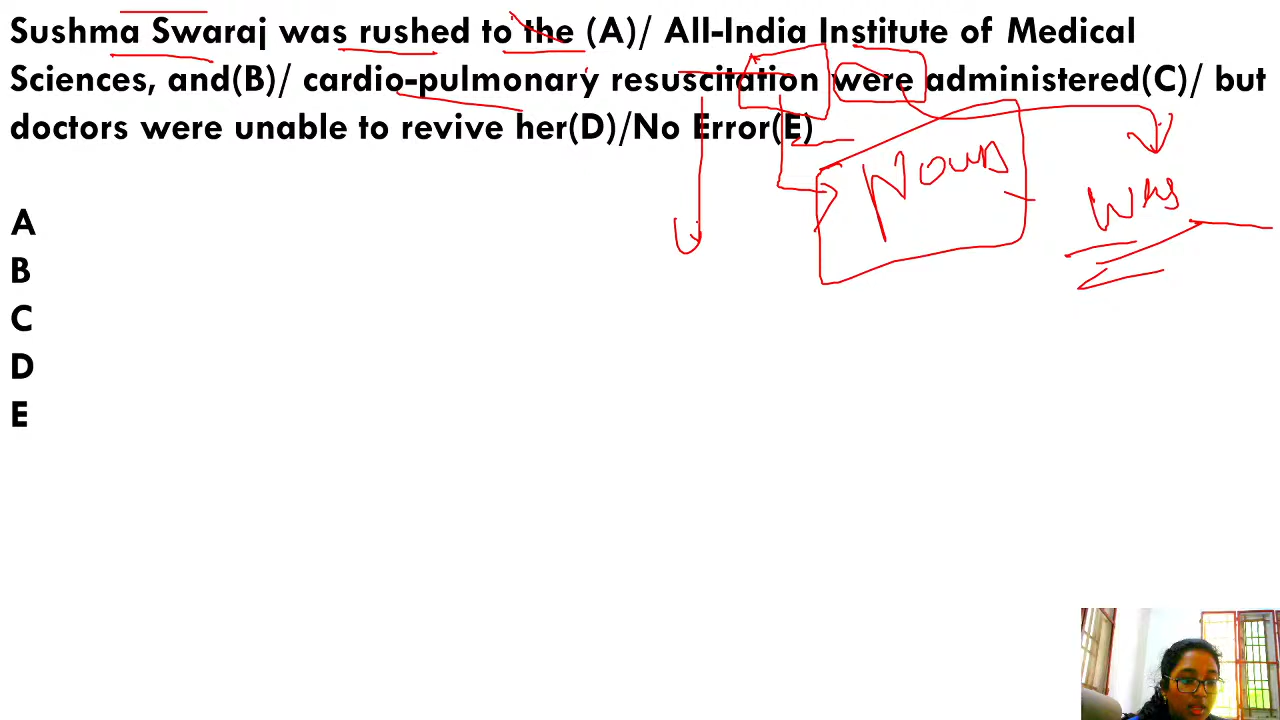 Sushma Swaraj was rushed to the (A)/ All-India Institute of Medical
Sciences, and(B)/ cardio-pulmonary resuscitation were administered(C)/ but
doctors were unable to revive her(D)/No Error(E)
Noun
Was
A
B
C
D
E